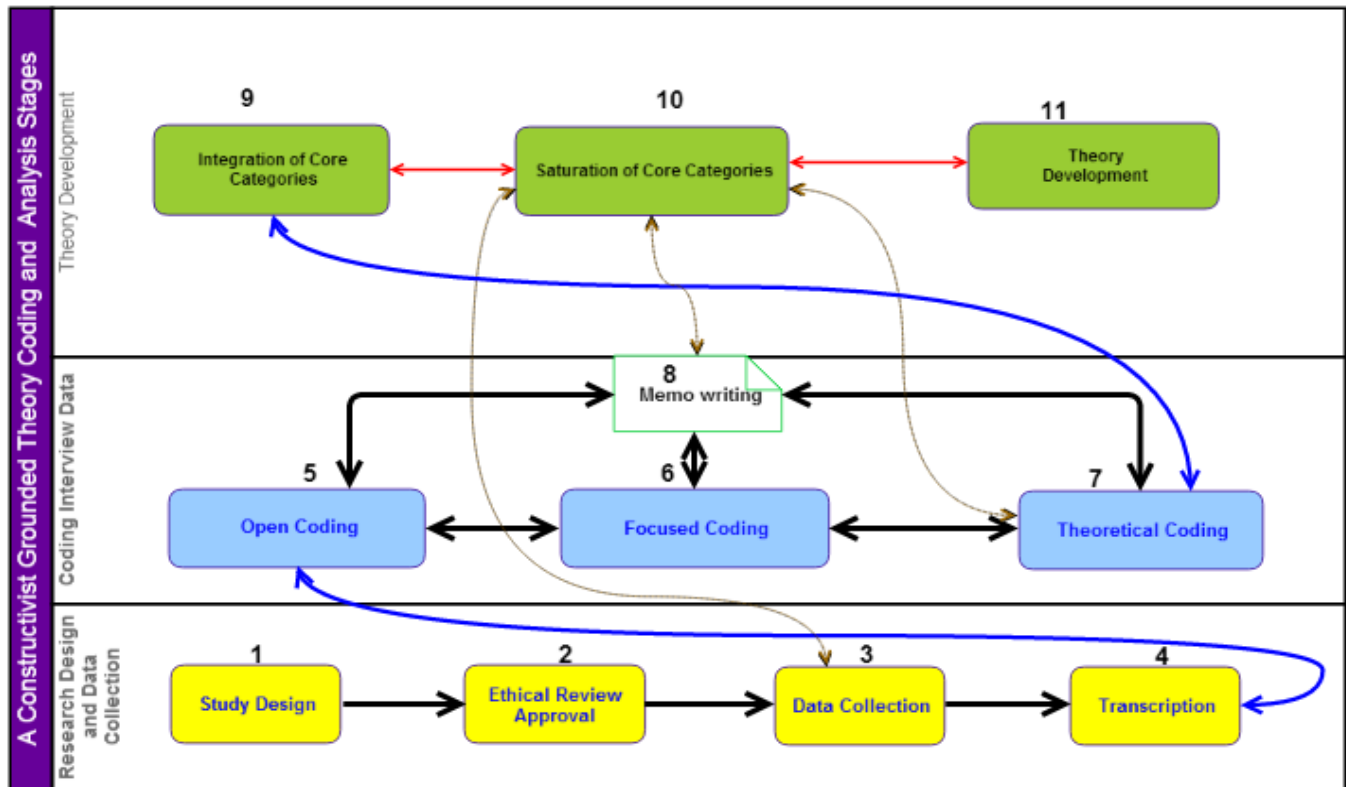 A Constructivist Grounded Theory Coding and Analysis Stages
Theory Development
9
Integration of Core
Categories
10
Saturation of Core Categories
11
Theory
Development
Coding Interview Data
8
Memo writing
5
Open Coding
6
Focused Coding
7
Theoretical Coding
Research Design
and Data
Collection
1
Study Design
2
Ethical Review
Approval
3
Data Collection
4
Transcription